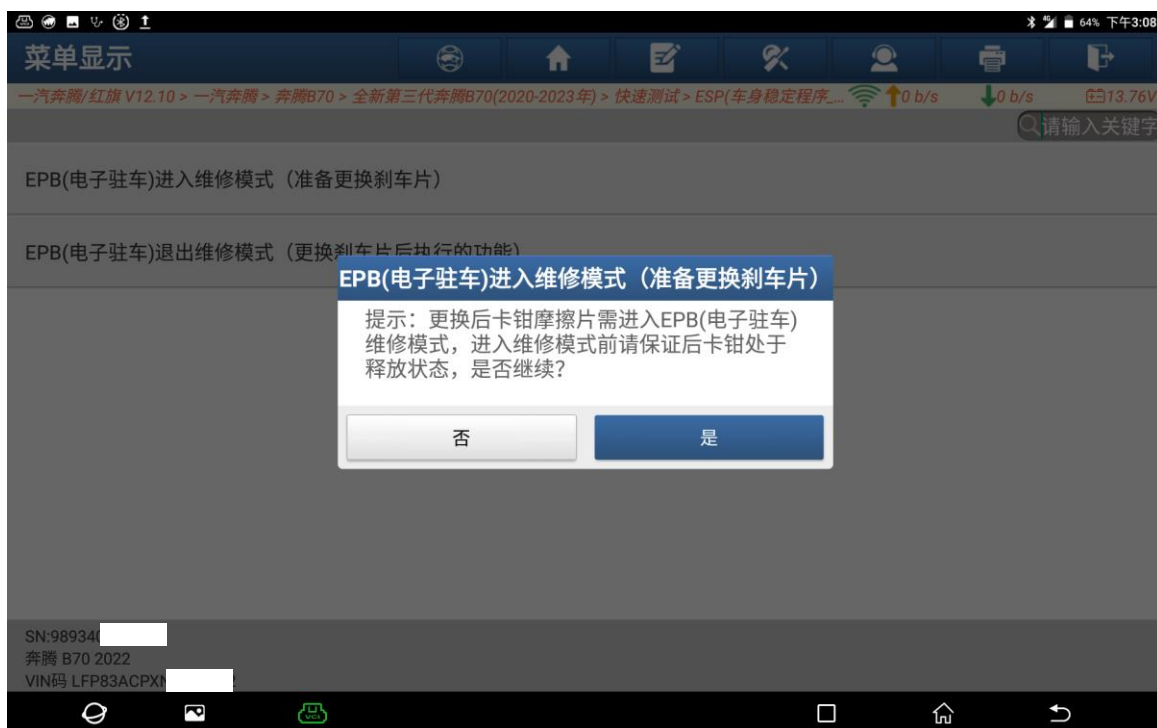 64% 下午3:08
菜单显示
一汽奔腾/红旗 V12.10 > 一汽奔腾 > 奔腾B70 > 全新第三代奔腾B70(2020-2023年) > 快速测试 > ESP(车身稳定程序_... 0 b/s 0 b/s 13.76V
请输入关键字
EPB(电子驻车)进入维修模式（准备更换刹车片）
EPB(电子驻车)退出维修模式（更换刹车片后执行的功能）
EPB(电子驻车)进入维修模式（准备更换刹车片）
提示：更换后卡钳摩擦片需进入EPB(电子驻车)
维修模式，进入维修模式前请保证后卡钳处于
释放状态，是否继续？
否 是
SN:989340
奔腾 B70 2022
VIN码 LFP83ACPXN
VCI